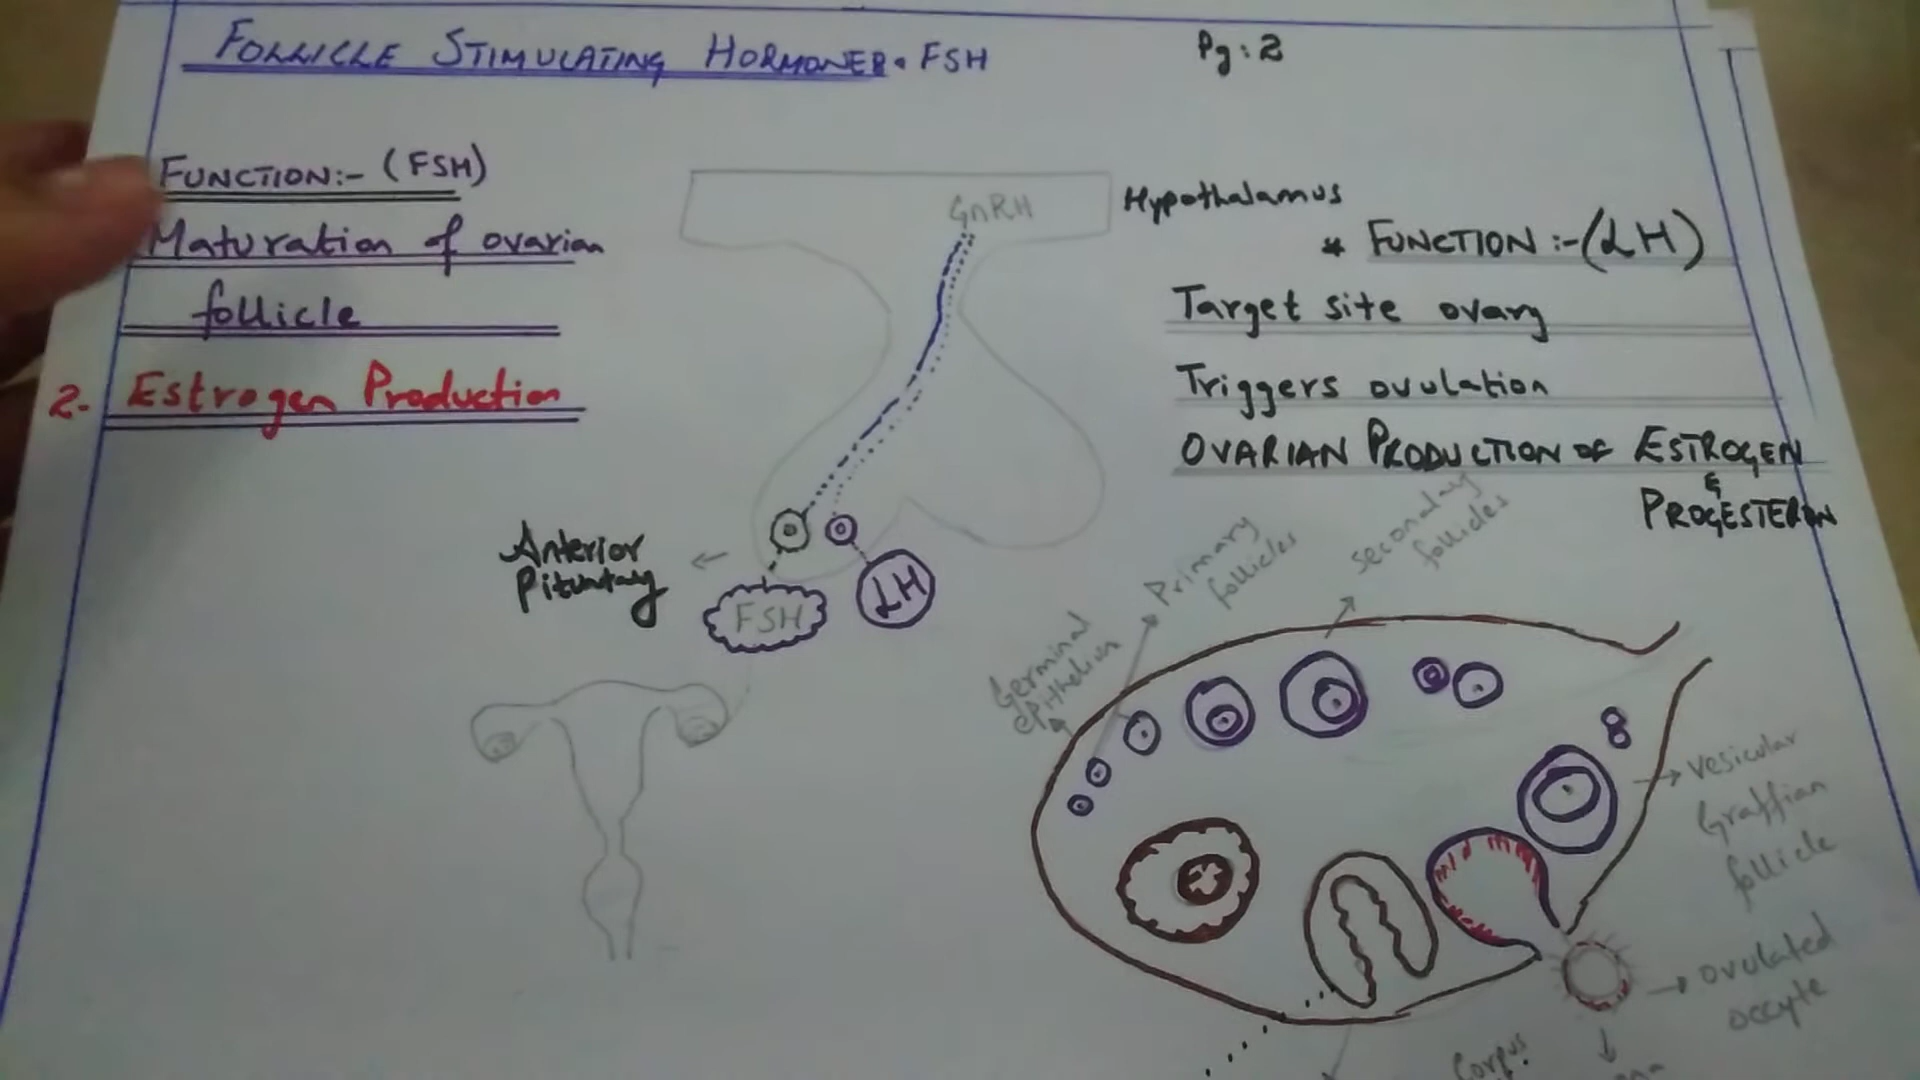 FOLLICLE STIMULATING HORMONE. FSH
Pg: 2
FUNCTION:- (FSH)
Maturation of ovarian
follicle
2. Estrogen Production
GnRH
Hypothalamus
* FUNCTION :- (LH)
Target site ovary
Triggers ovulation
OVARIAN PRODUCTION OF ESTROGEN
&
PROGESTERON
Anterior
Pituitary
FSH
LH
Germinal
epithelium
Primary
follicles
secondary
follicles
vesicular
Graffian
follicle
ovulated
occyte
Corpus